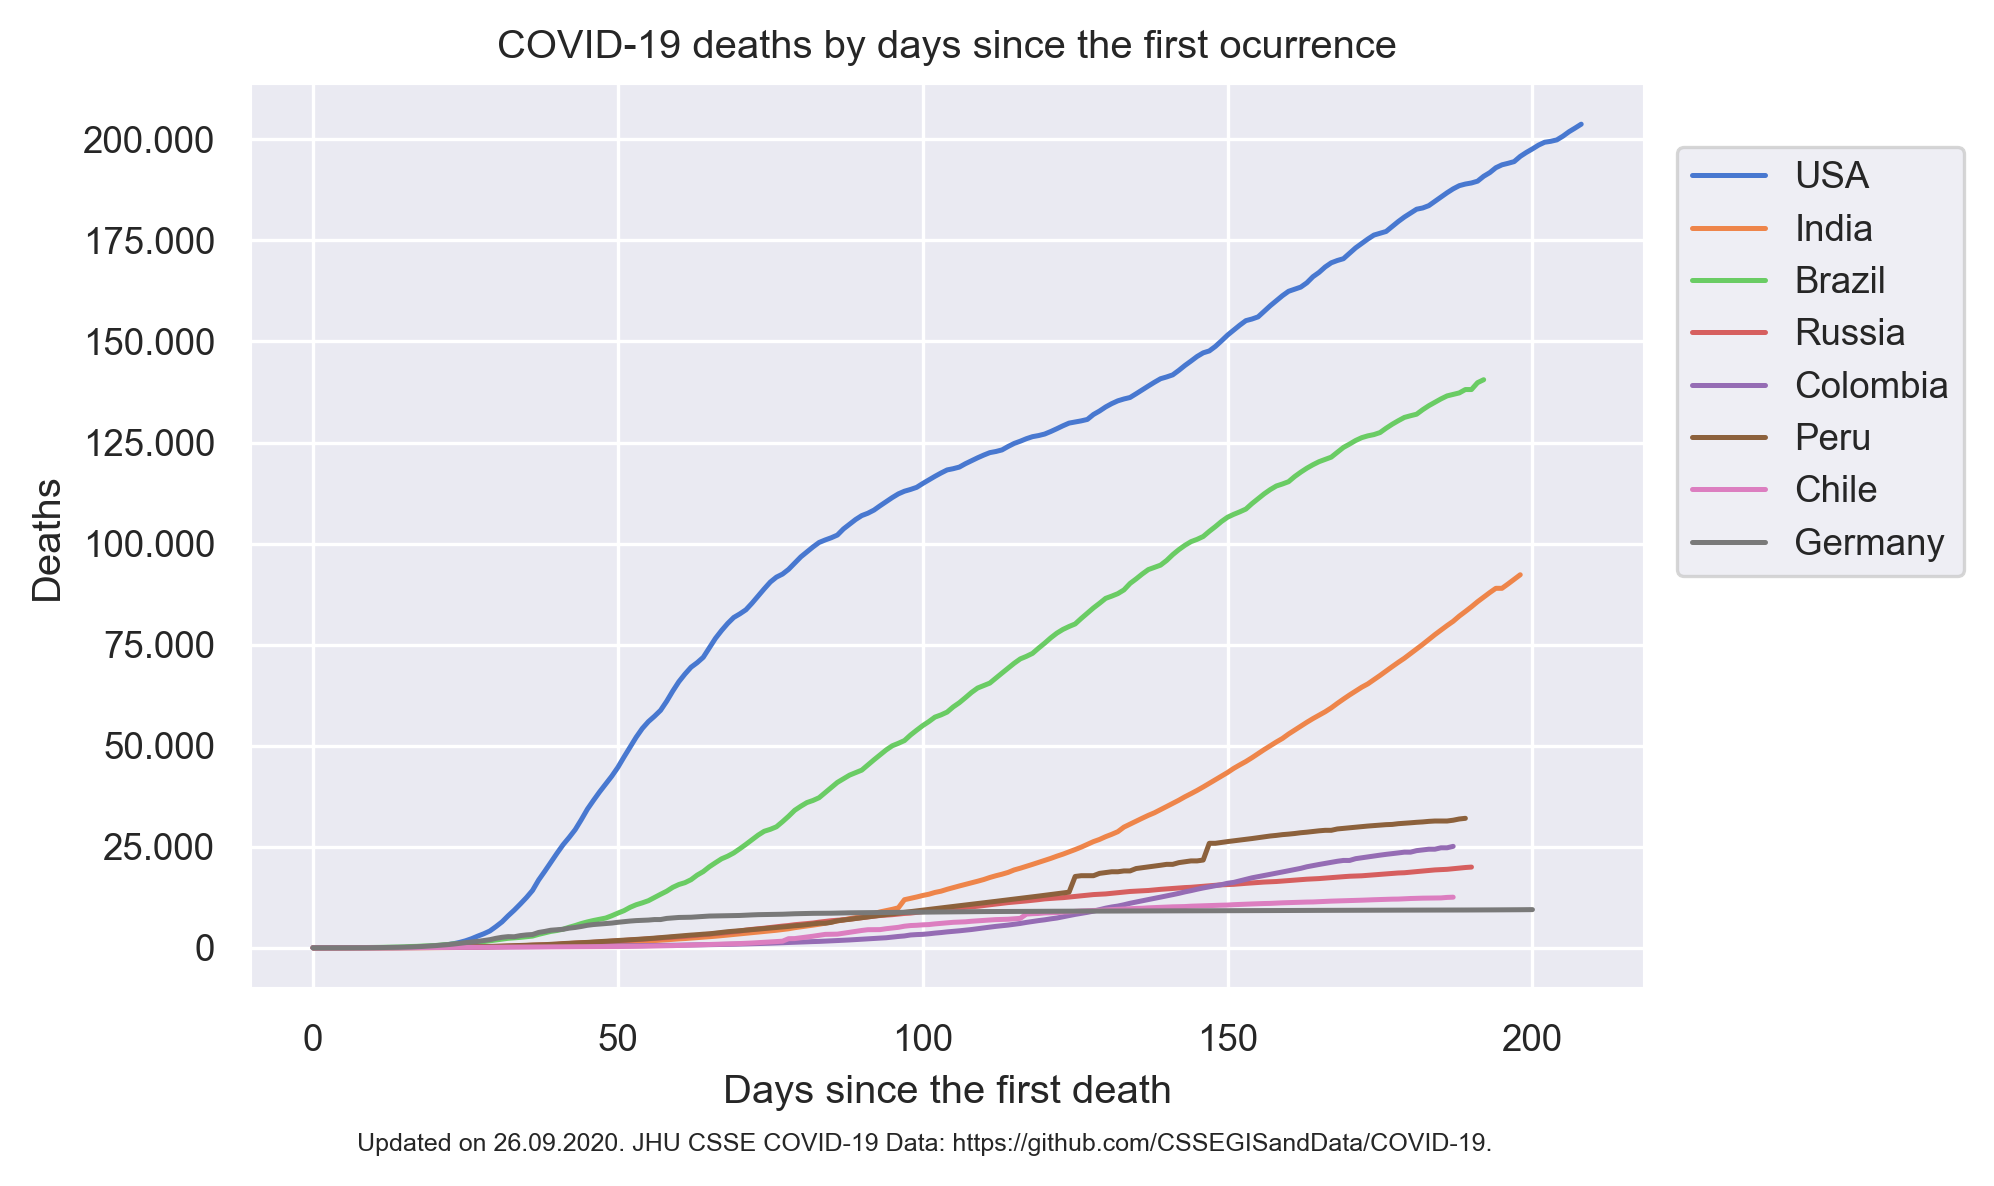 COVID-19 deaths by days since the first ocurrence
200.000
175.000
150.000
125.000
100.000
75.000
50.000
25.000
0
Deaths
0 50 100 150 200
Days since the first death
USA
India
Brazil
Russia
Colombia
Peru
Chile
Germany
Updated on 26.09.2020. JHU CSSE COVID-19 Data: https://github.com/CSSEGISandData/COVID-19.